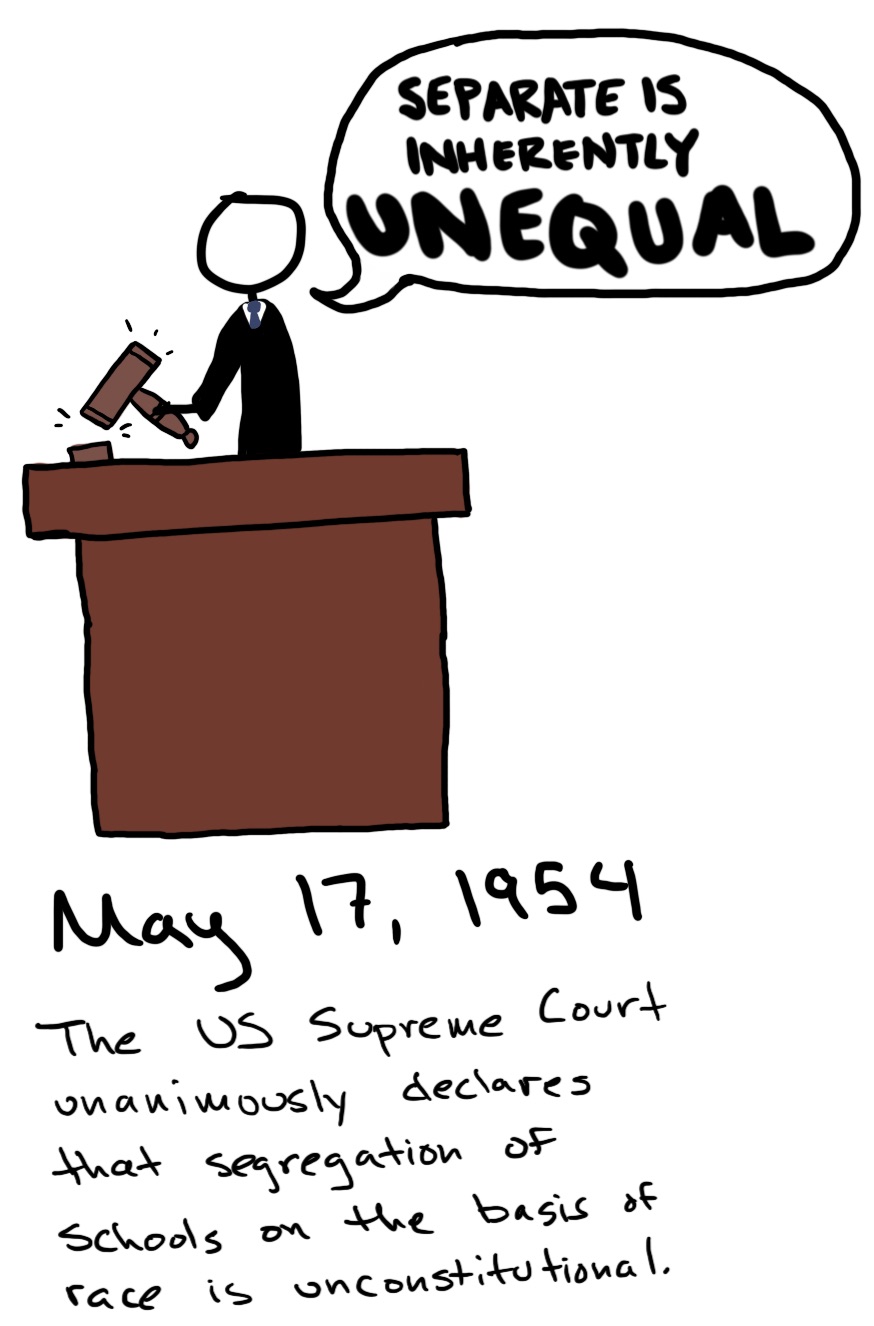 SEPARATE IS
INHERENTLY
UNEQUAL
May 17, 1954
The US Supreme Court
unanimously declares
that segregation of
schools on the basis of
race is unconstitutional.